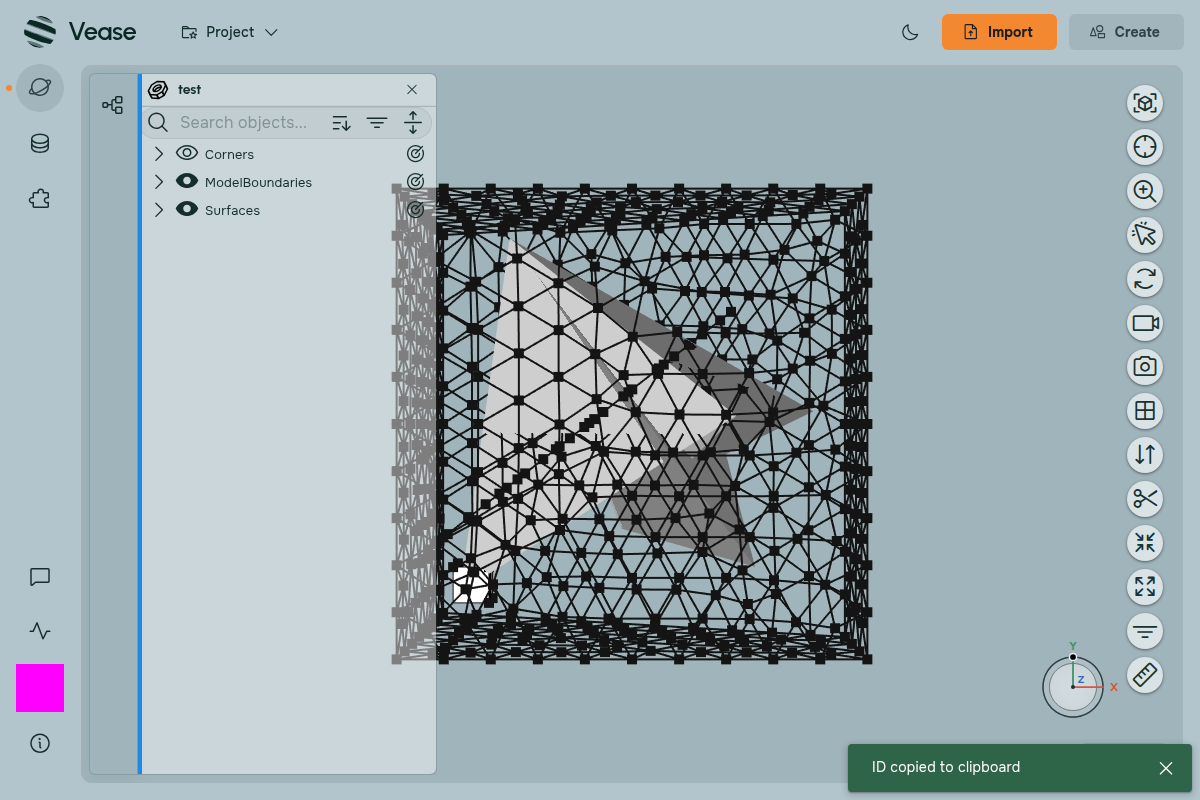 Vease
Project
Import
Create
test
Search objects...
Corners
ModelBoundaries
Surfaces
Y
Z
X
ID copied to clipboard